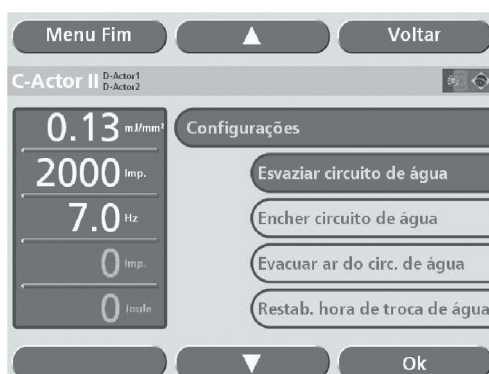 Menu Fim
Voltar
C-Actor II D-Actor1
D-Actor2
0.13 mJ/mm²
2000 Imp.
7.0 Hz
0 Imp.
0 Joule
Configurações
Esvaziar circuito de água
Encher circuito de água
Evacuar ar do circ. de água
Restab. hora de troca de água
Ok